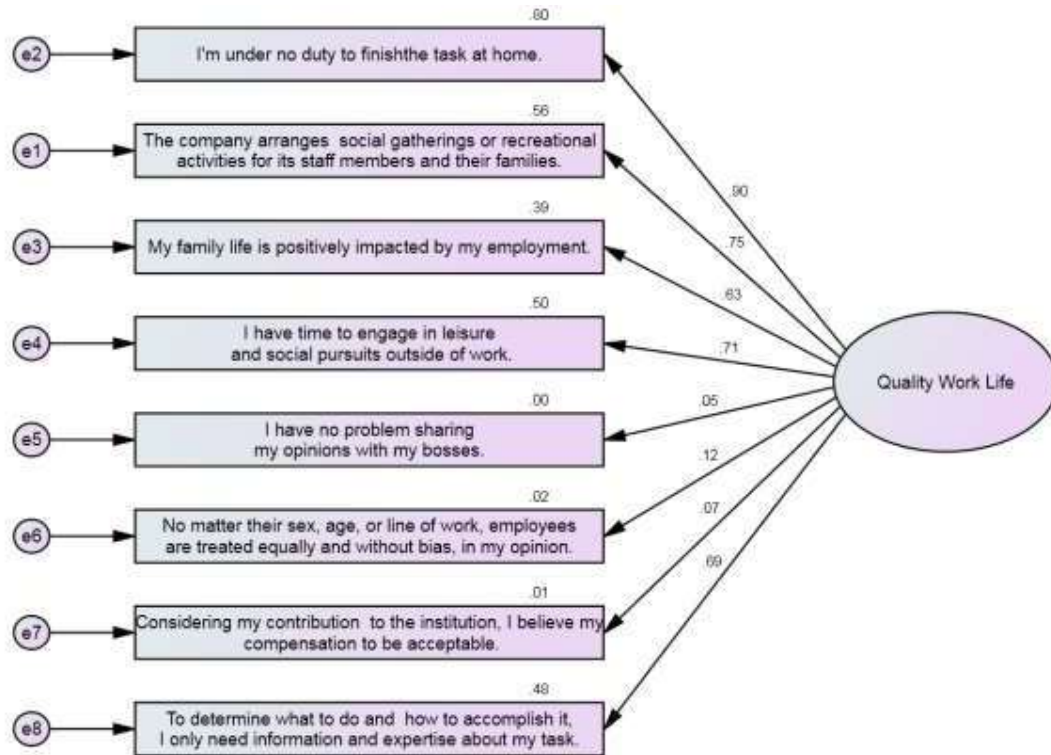 .80
e2
I'm under no duty to finishthe task at home.
.56
e1
The company arranges social gatherings or recreational
activities for its staff members and their families.
.39
e3
My family life is positively impacted by my employment.
.50
e4
I have time to engage in leisure
and social pursuits outside of work.
.00
e5
I have no problem sharing
my opinions with my bosses.
.02
e6
No matter their sex, age, or line of work, employees
are treated equally and without bias, in my opinion.
.01
e7
Considering my contribution to the institution, I believe my
compensation to be acceptable.
.48
e8
To determine what to do and how to accomplish it,
I only need information and expertise about my task.
.90
.75
.63
.71
.05
.12
.07
.69
Quality Work Life